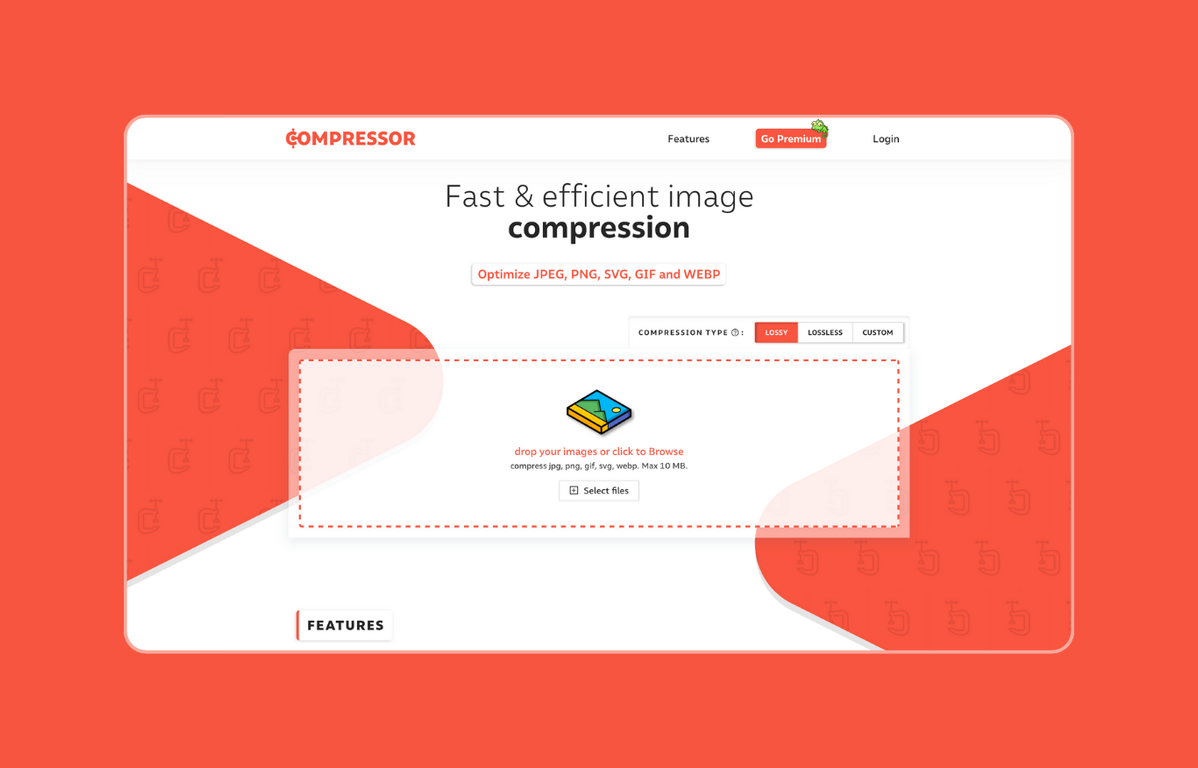 COMPRESSOR
Features
Go Premium
Login
Fast & efficient image
compression
Optimize JPEG, PNG, SVG, GIF and WEBP
COMPRESSION TYPE ? :
LOSSY
LOSSLESS
CUSTOM
drop your images or click to Browse
compress jpg, png, gif, svg, webp. Max 10 MB.
Select files
FEATURES